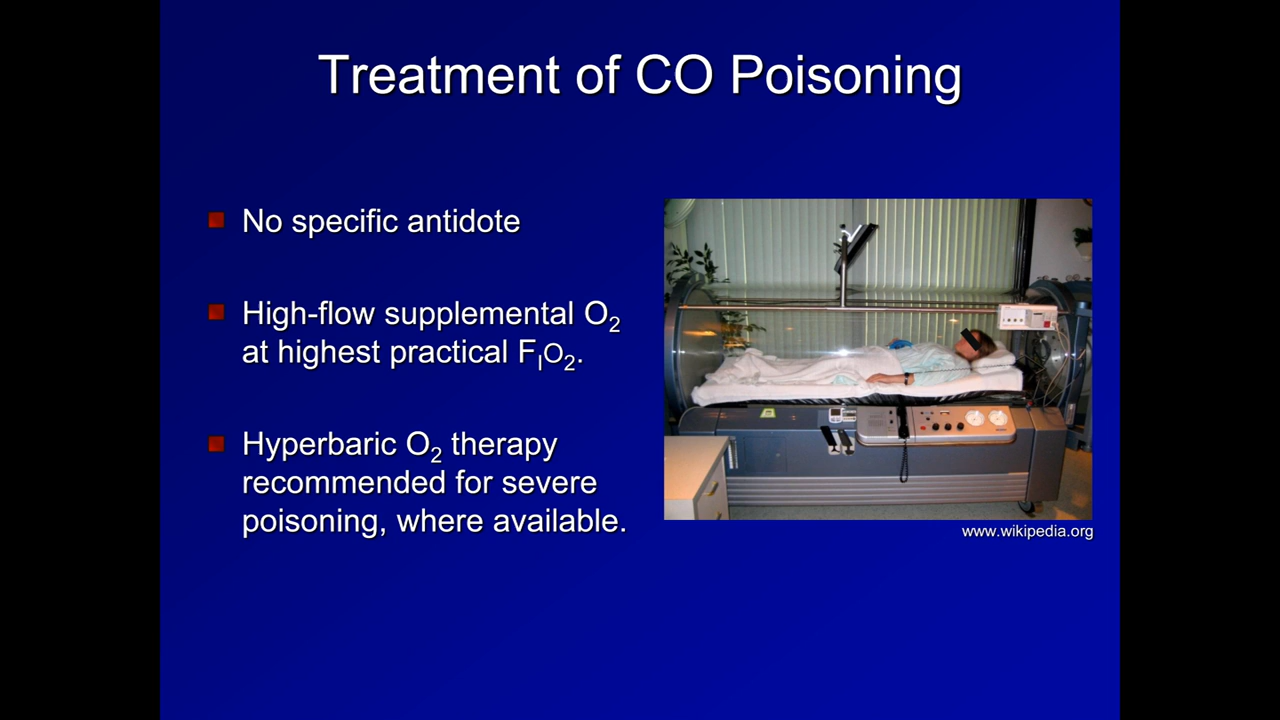 Treatment of CO Poisoning
No specific antidote
High-flow supplemental O₂
at highest practical FIO₂.
Hyperbaric O₂ therapy
recommended for severe
poisoning, where available.
www.wikipedia.org